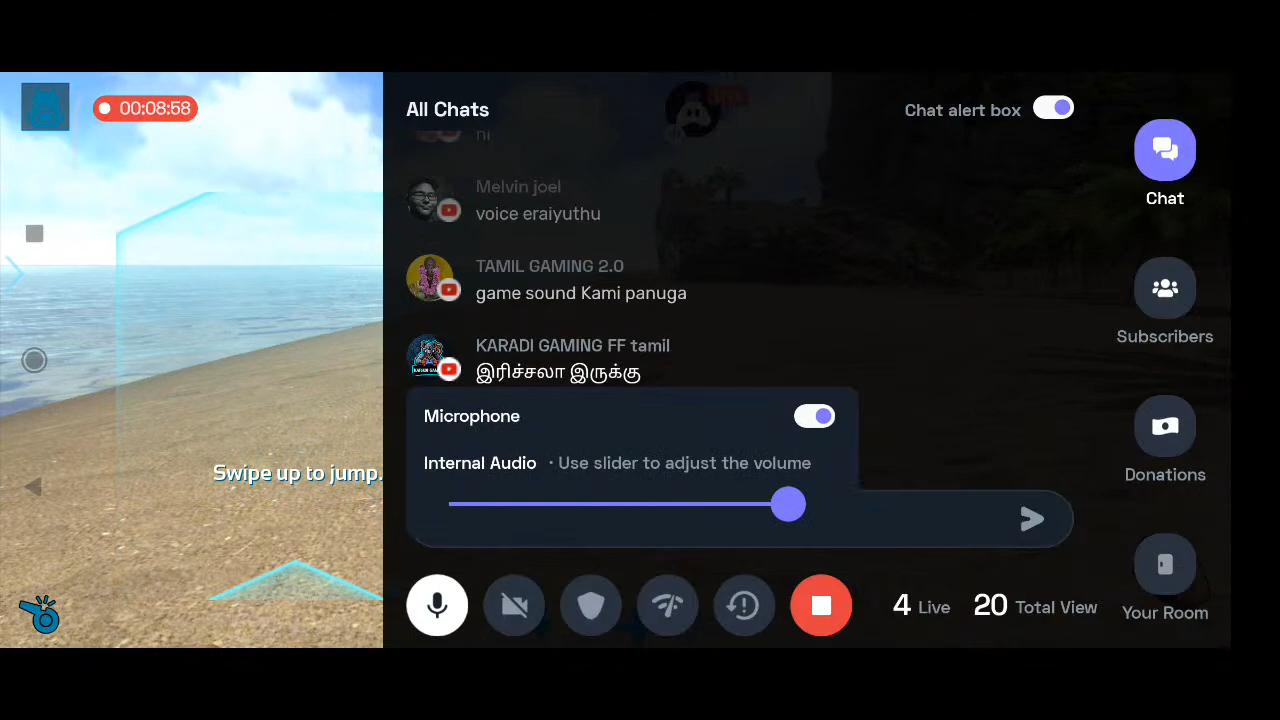 00:08:58
All Chats
Chat alert box
hi
Melvin joel
voice eraiyuthu
TAMIL GAMING 2.0
game sound Kami panuga
KARADI GAMING FF tamil
இரிச்சலா இருக்கு
Microphone
Internal Audio · Use slider to adjust the volume
Swipe up to jump.
4 Live 20 Total View
Chat
Subscribers
Donations
Your Room